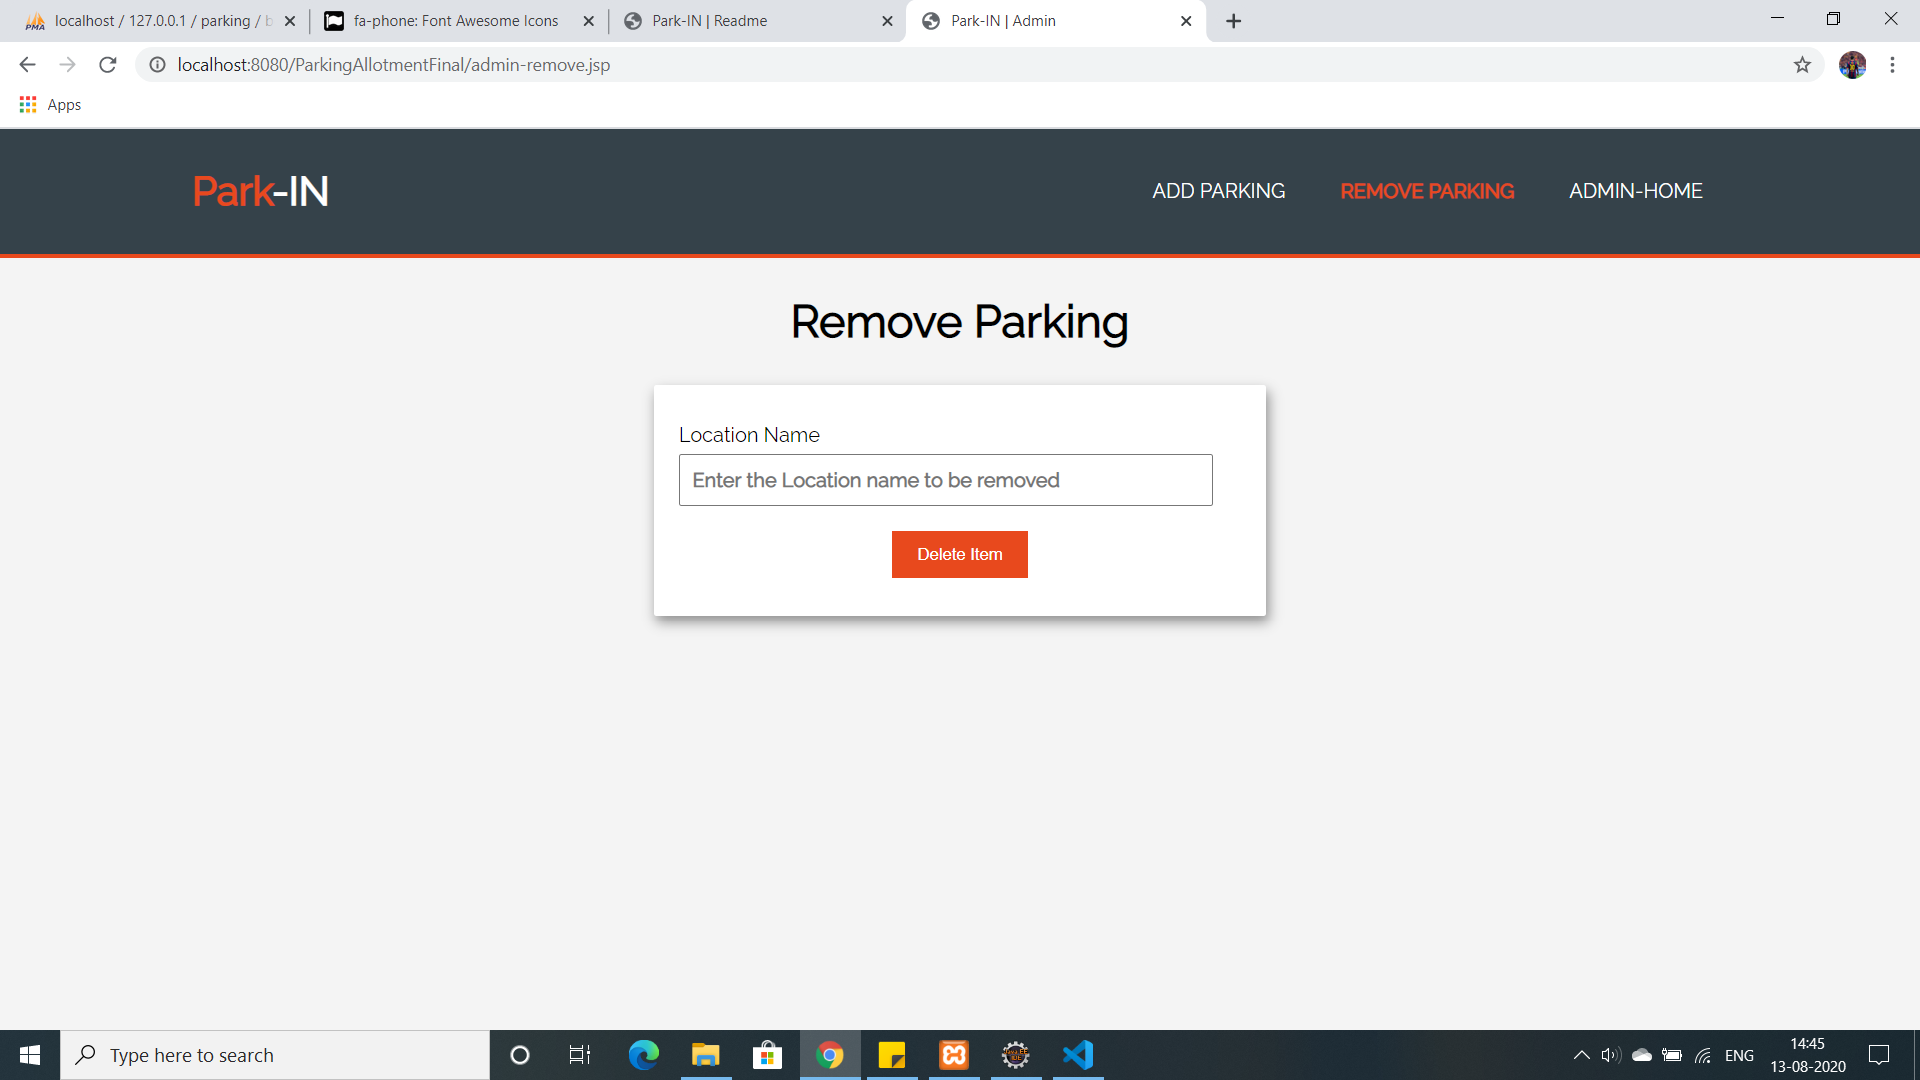 localhost / 127.0.0.1 / parking / b
fa-phone: Font Awesome Icons
Park-IN | Readme
Park-IN | Admin
localhost:8080/ParkingAllotmentFinal/admin-remove.jsp
Apps
Park-IN
ADD PARKING
REMOVE PARKING
ADMIN-HOME
Remove Parking
Location Name
Enter the Location name to be removed
Delete Item
Type here to search
ENG
14:45
13-08-2020